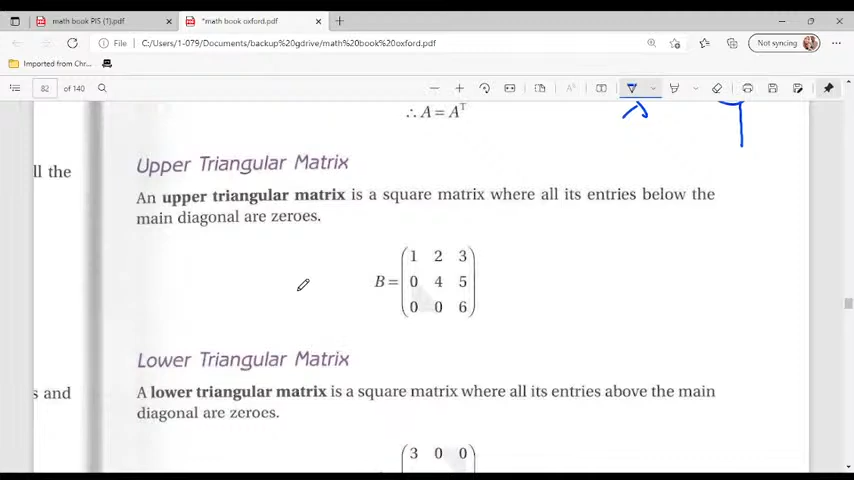 math book PIS (1).pdf
*math book oxford.pdf
File
C:/Users/1-079/Documents/backup%20gdrive/math%20book%20oxford.pdf
Not syncing
Imported from Chr...
82 of 140
ll the
∴ A = Aᵀ
Upper Triangular Matrix
An upper triangular matrix is a square matrix where all its entries below the
main diagonal are zeroes.
1 2 3
B = 0 4 5
0 0 6
Lower Triangular Matrix
s and
A lower triangular matrix is a square matrix where all its entries above the main
diagonal are zeroes.
3 0 0